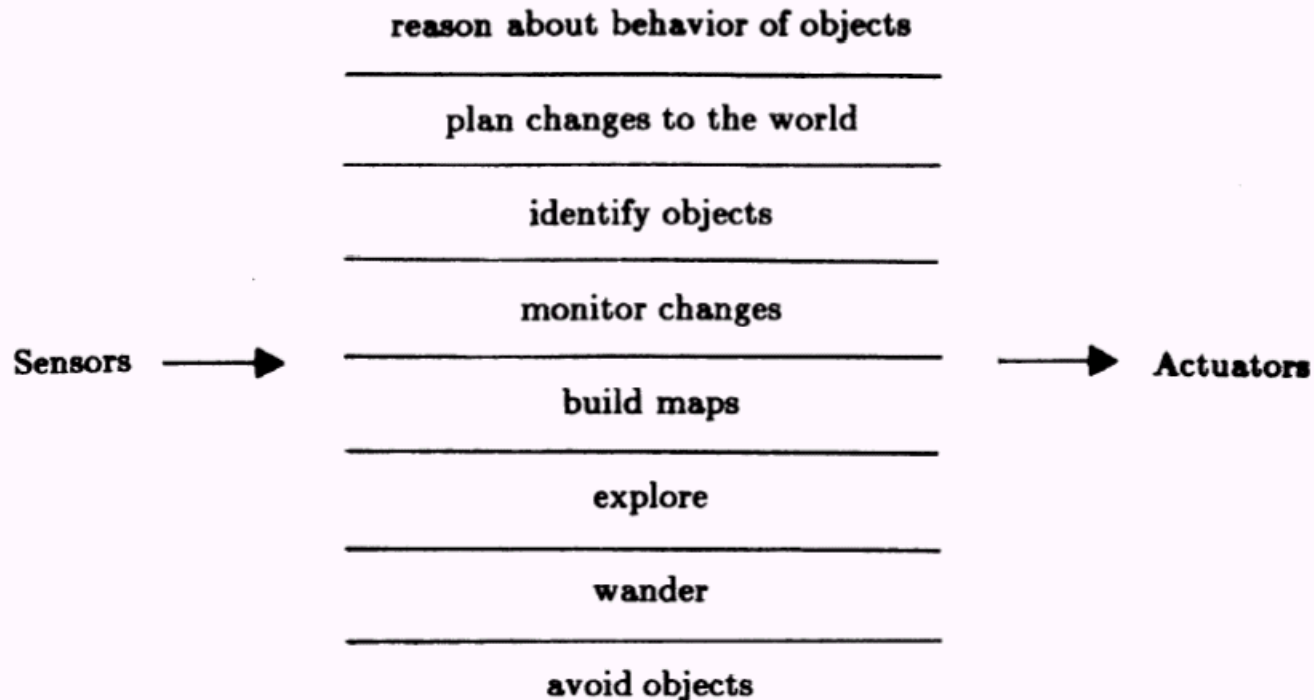 reason about behavior of objects
plan changes to the world
identify objects
monitor changes
Sensors
Actuators
build maps
explore
wander
avoid objects